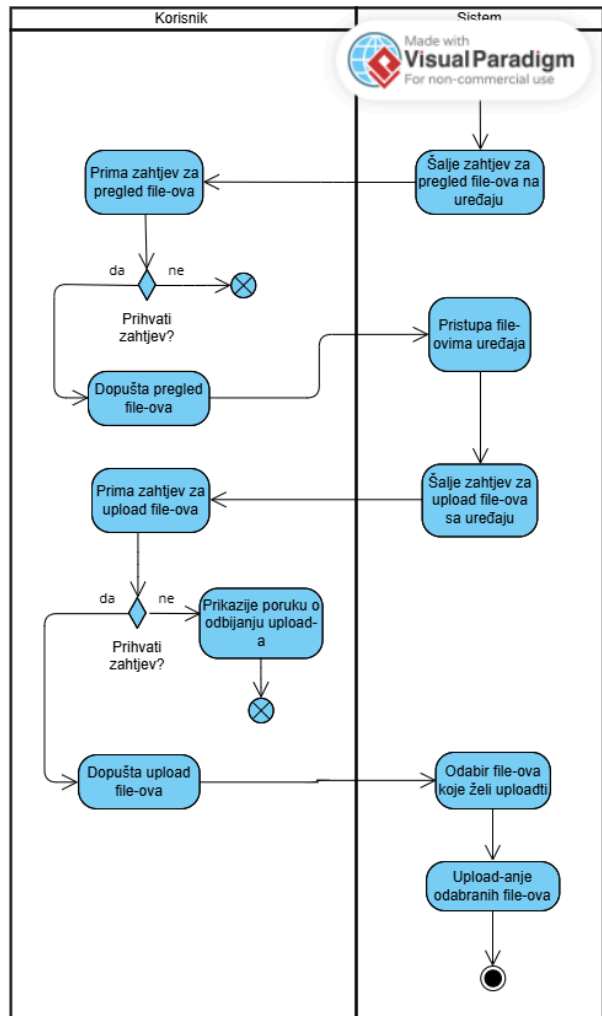 Korisnik
Sistem
Made with
VisualParadigm
For non-commercial use
Prima zahtjev za
pregled file-ova
Šalje zahtjev za
pregled file-ova na
uređaju
da
ne
Prihvati
zahtjev?
Pristupa file-
ovima uređaja
Dopušta pregled
file-ova
Prima zahtjev za
upload file-ova
Šalje zahtjev za
upload file-ova
sa uređaju
da
ne
Prikazije poruku o
odbijanju upload-
a
Prihvati
zahtjev?
Dopušta upload
file-ova
Odabir file-ova
koje želi uploadti
Upload-anje
odabranih file-ova